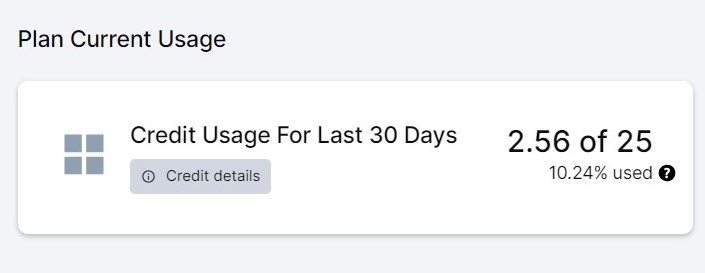 Plan Current Usage
Credit Usage For Last 30 Days
2.56 of 25
Credit details
10.24% used